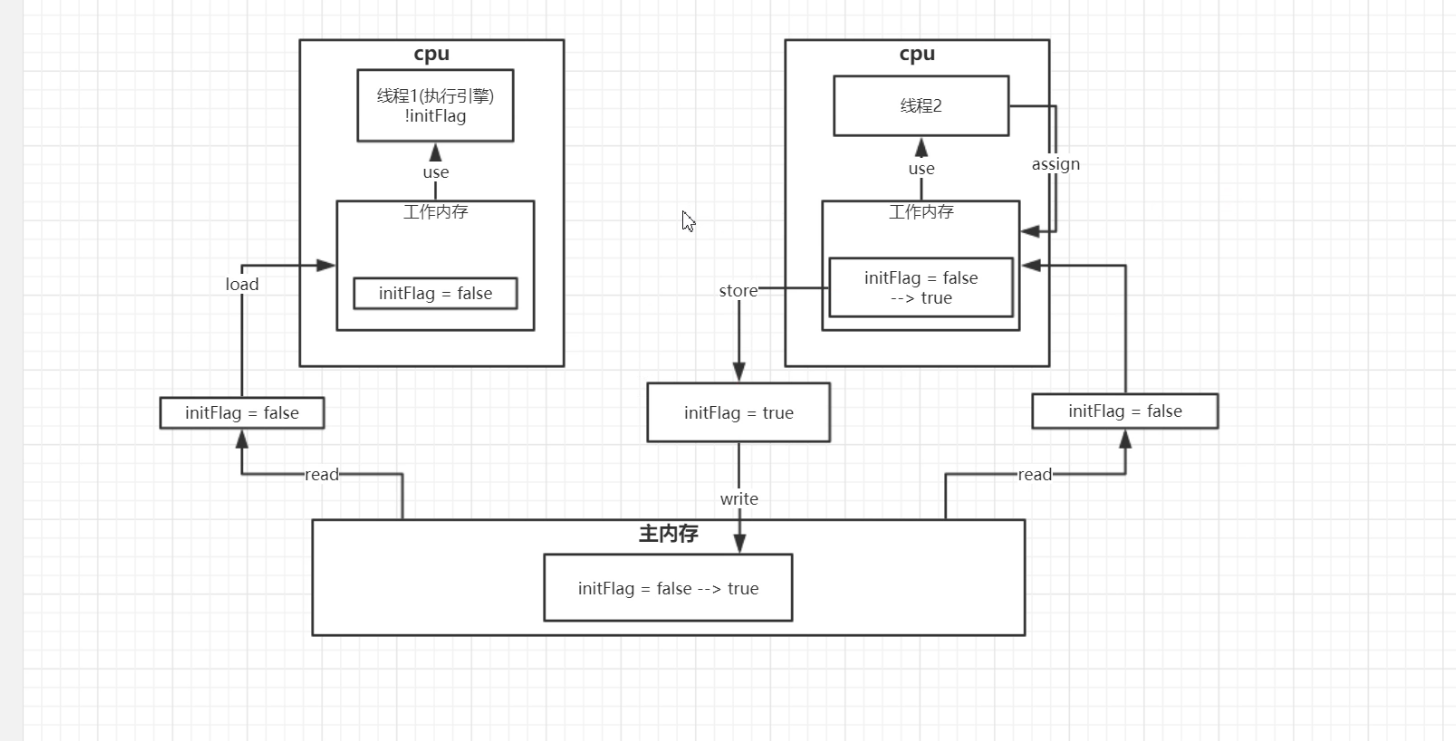 cpu
线程1(执行引擎)
!initFlag
use
工作内存
initFlag = false
load
initFlag = false
read
cpu
线程2
use
assign
工作内存
initFlag = false
--> true
store
initFlag = true
write
initFlag = false
read
主内存
initFlag = false --> true